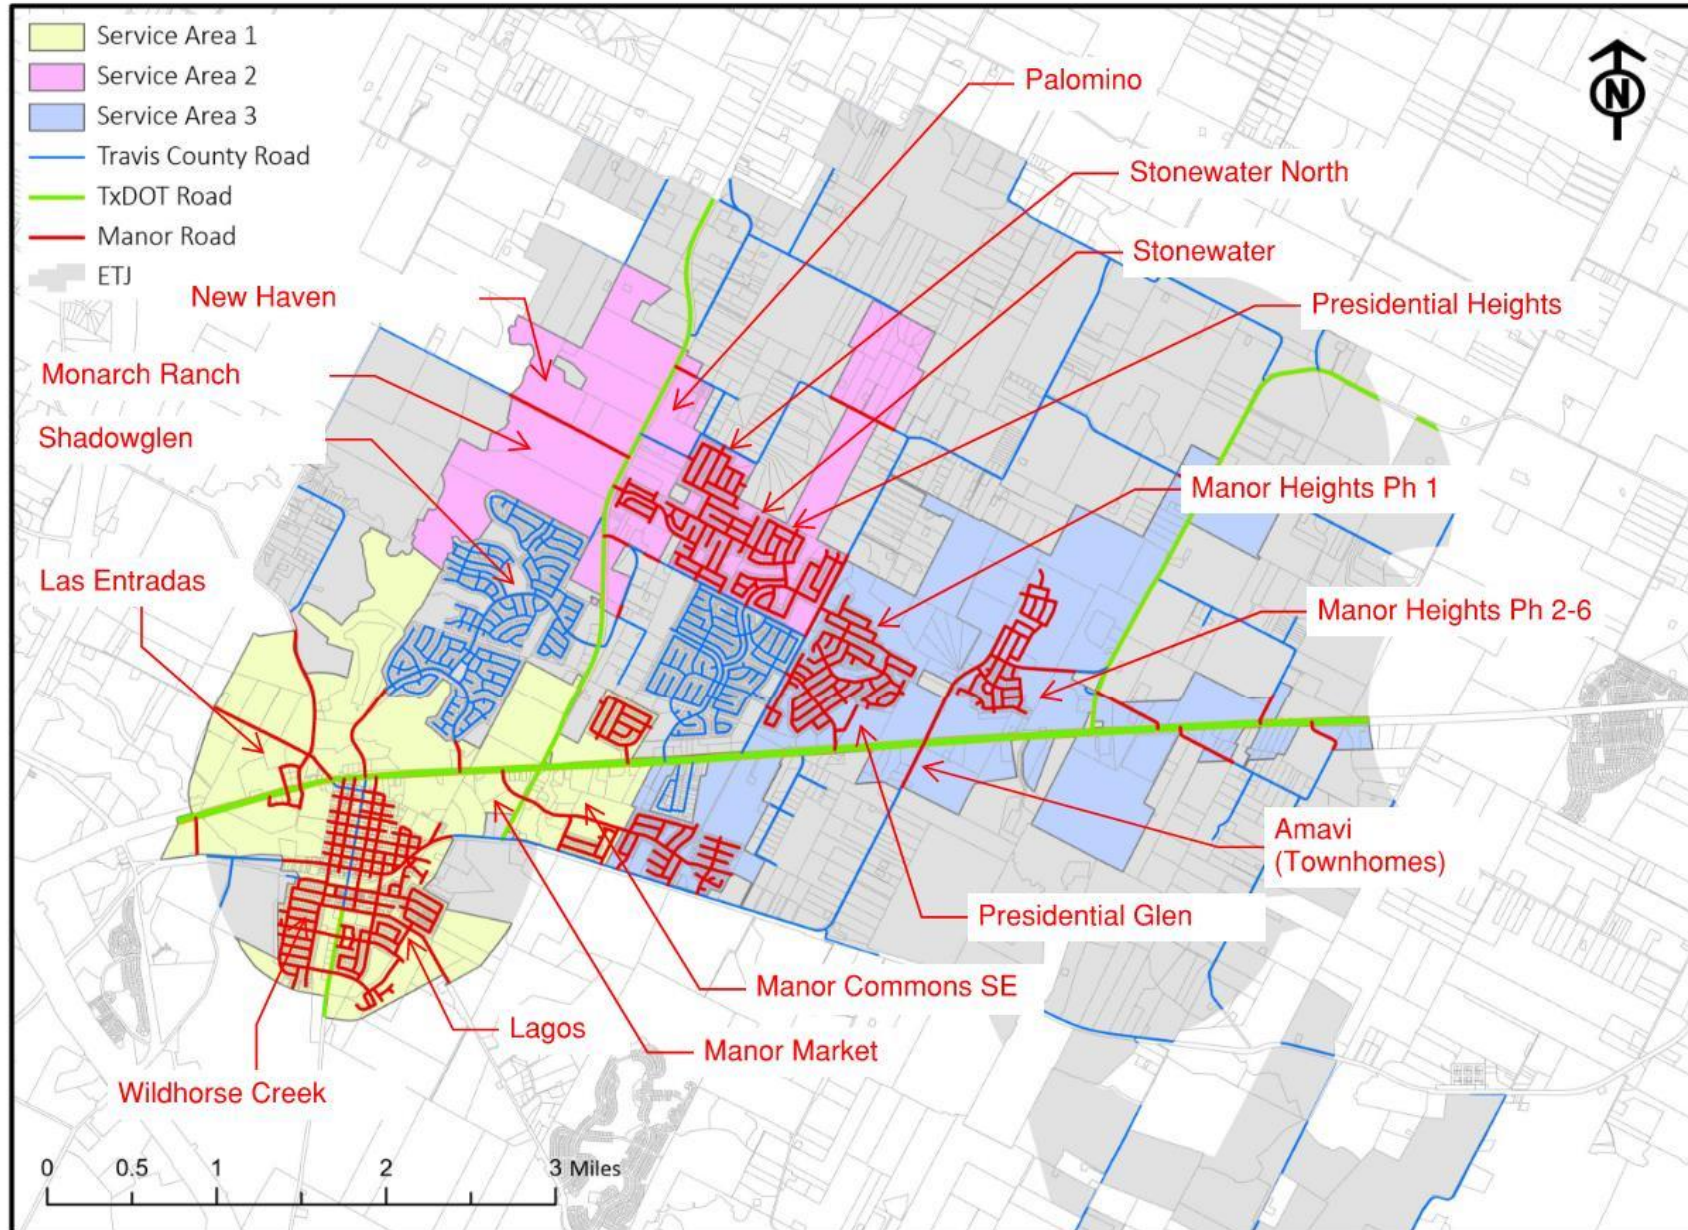 Service Area 1
Service Area 2
Service Area 3
Travis County Road
TxDOT Road
Manor Road
ETJ
N
Palomino
Stonewater North
Stonewater
Presidential Heights
New Haven
Monarch Ranch
Shadowglen
Manor Heights Ph 1
Las Entradas
Manor Heights Ph 2-6
Amavi
(Townhomes)
Presidential Glen
Manor Commons SE
Lagos
Manor Market
Wildhorse Creek
0 0.5 1 2 3 Miles